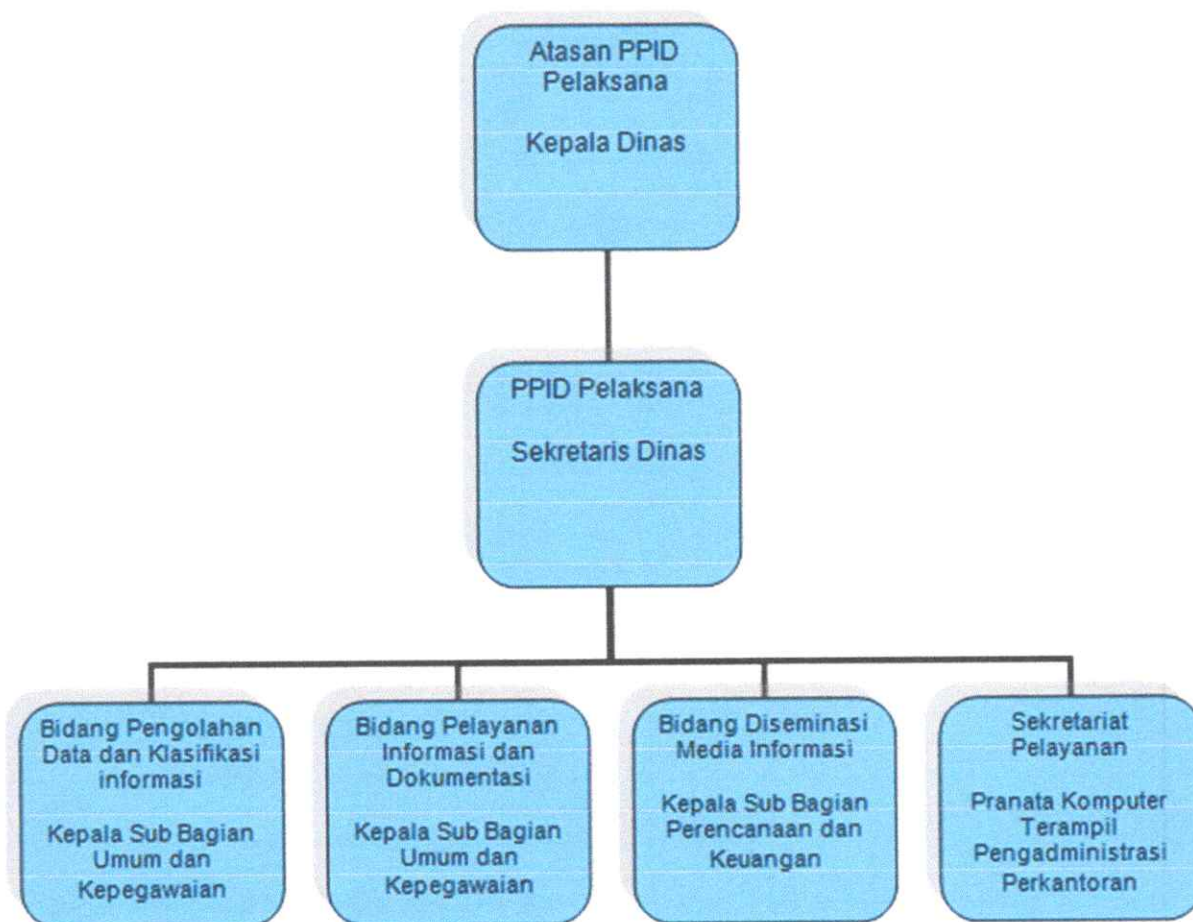 Atasan PPID
Pelaksana
Kepala Dinas
PPID Pelaksana
Sekretaris Dinas
Bidang Pengolahan
Data dan Klasifikasi
informasi
Kepala Sub Bagian
Umum dan
Kepegawaian
Bidang Pelayanan
Informasi dan
Dokumentasi
Kepala Sub Bagian
Umum dan
Kepegawaian
Bidang Diseminasi
Media Informasi
Kepala Sub Bagian
Perencanaan dan
Keuangan
Sekretariat
Pelayanan
Pranata Komputer
Terampil
Pengadministrasi
Perkantoran